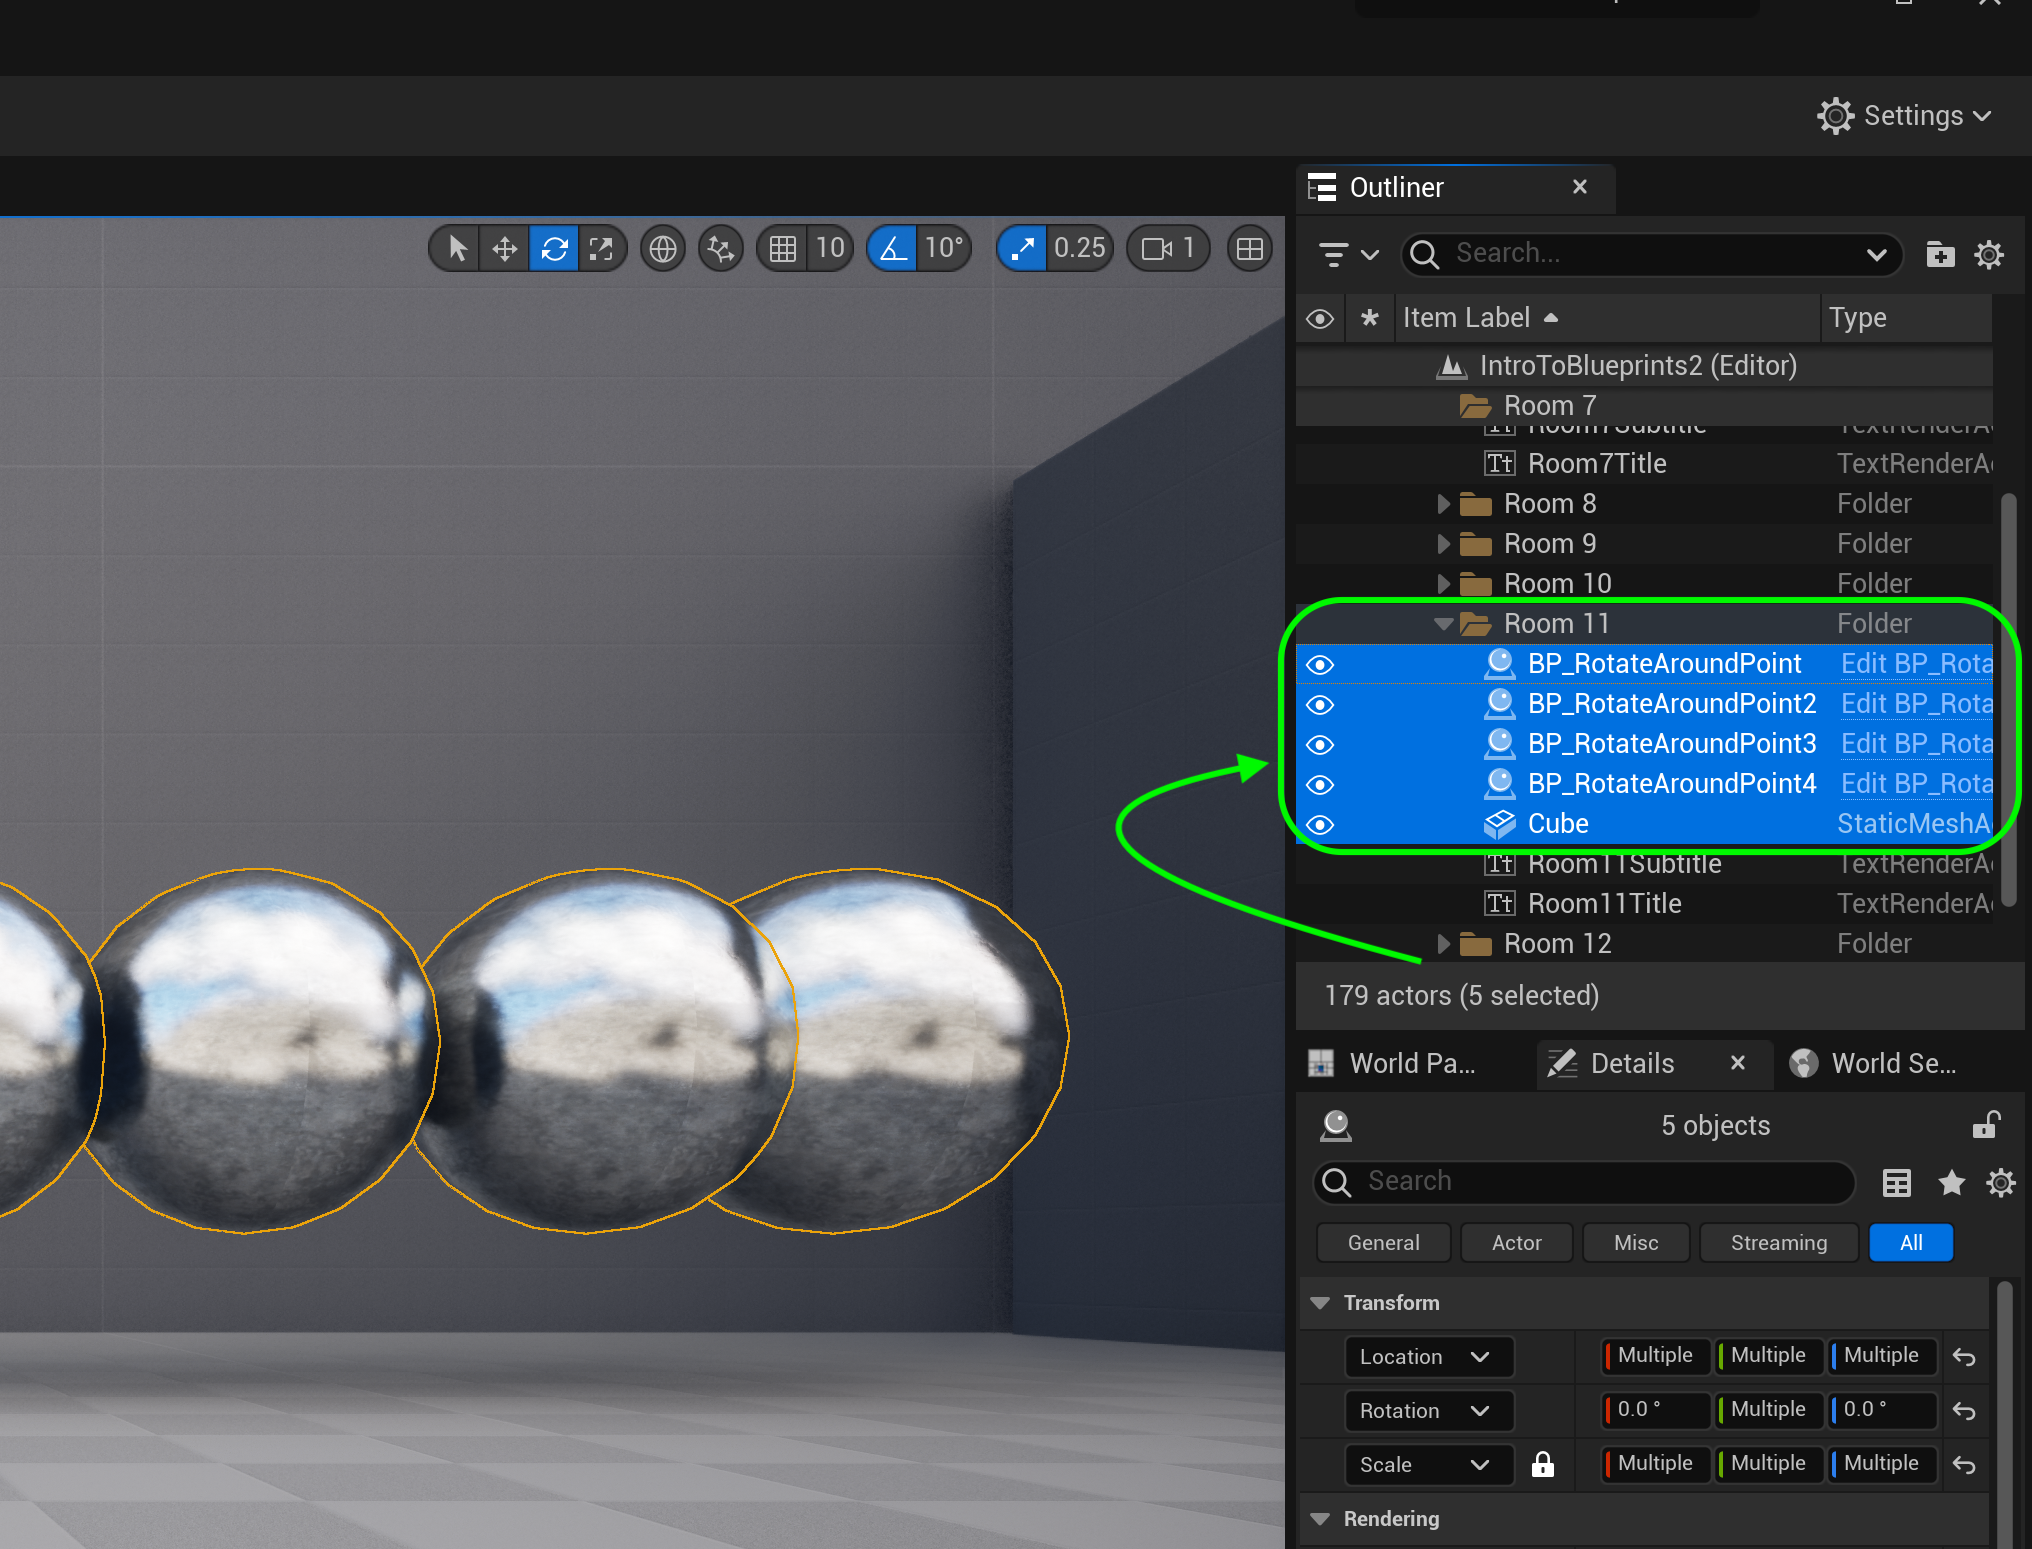 Settings
Outliner
10
10°
0.25
1
Search...
Item Label
Type
IntroToBlueprints2 (Editor)
Room 7
Room7Subtitle TextRenderA
Room7Title TextRenderA
Room 8 Folder
Room 9 Folder
Room 10 Folder
Room 11 Folder
BP_RotateAroundPoint Edit BP_Rota
BP_RotateAroundPoint2 Edit BP_Rota
BP_RotateAroundPoint3 Edit BP_Rota
BP_RotateAroundPoint4 Edit BP_Rota
Cube StaticMeshA
Room11Subtitle TextRenderA
Room11Title TextRenderA
Room 12 Folder
179 actors (5 selected)
World Pa...
Details
World Se...
5 objects
Search
General Actor Misc Streaming All
Transform
Location Multiple Multiple Multiple
Rotation 0.0 ° Multiple 0.0 °
Scale Multiple Multiple Multiple
Rendering